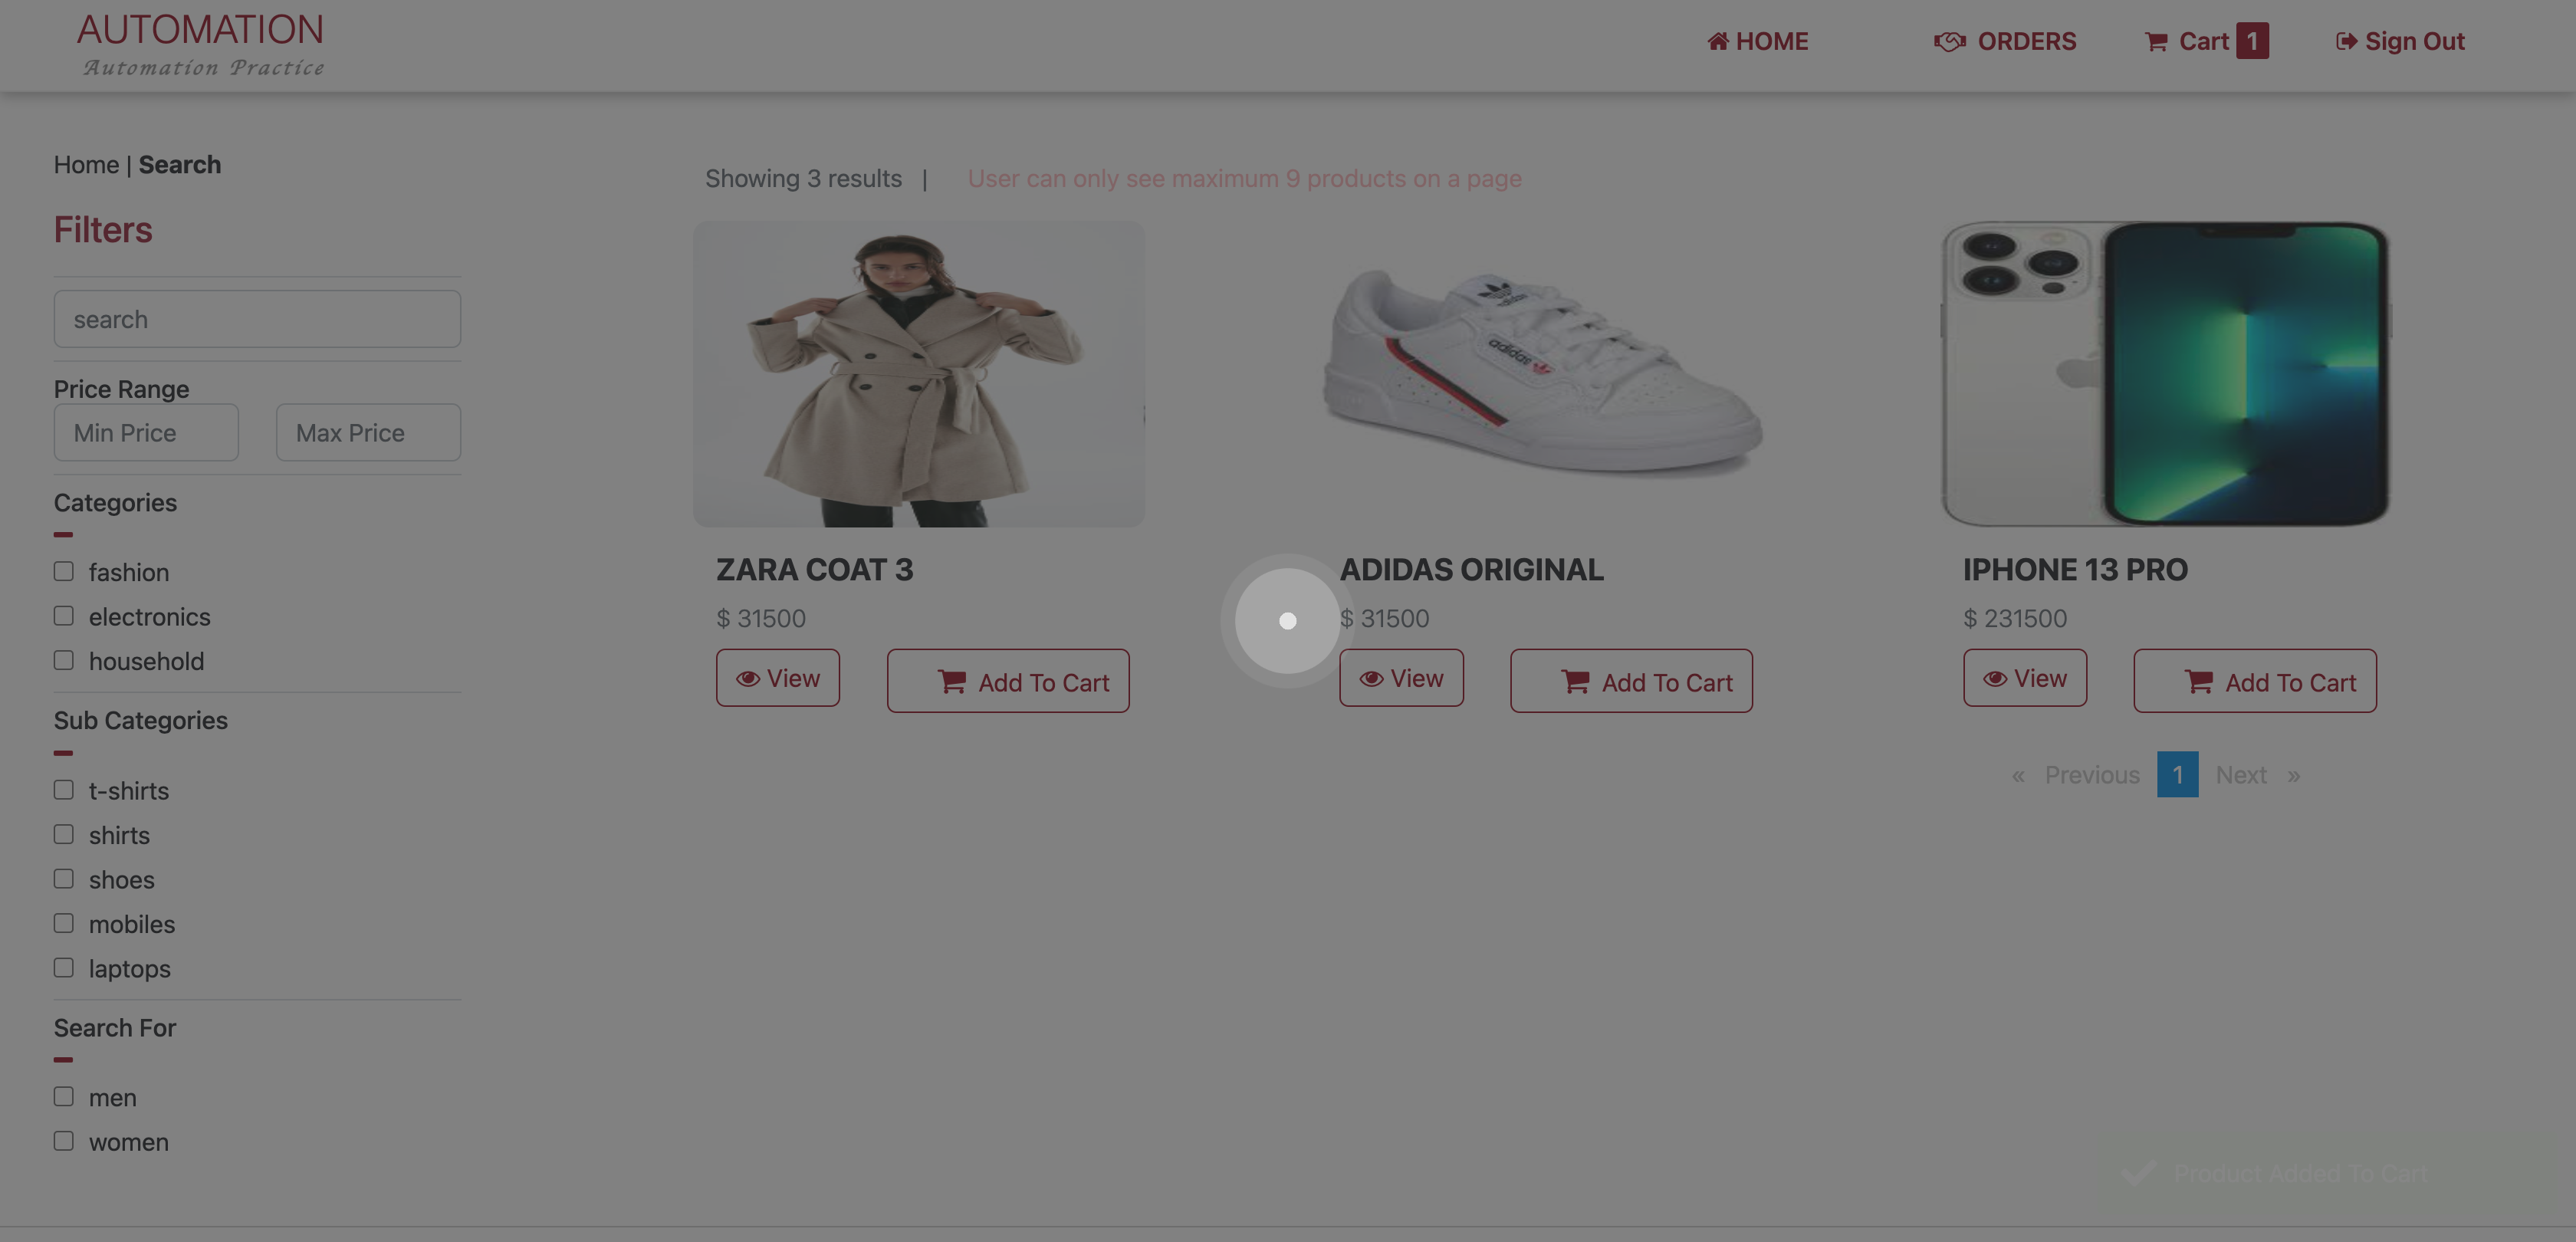 AUTOMATION
Automation Practice
HOME
ORDERS
Cart 1
Sign Out
Home | Search
Filters
search
Price Range
Min Price
Max Price
Categories
fashion
electronics
household
Sub Categories
t-shirts
shirts
shoes
mobiles
laptops
Search For
men
women
Showing 3 results |
User can only see maximum 9 products on a page
adidas
ZARA COAT 3
$ 31500
View
Add To Cart
ADIDAS ORIGINAL
$ 31500
View
Add To Cart
IPHONE 13 PRO
$ 231500
View
Add To Cart
« Previous 1 Next »
Product Added To Cart